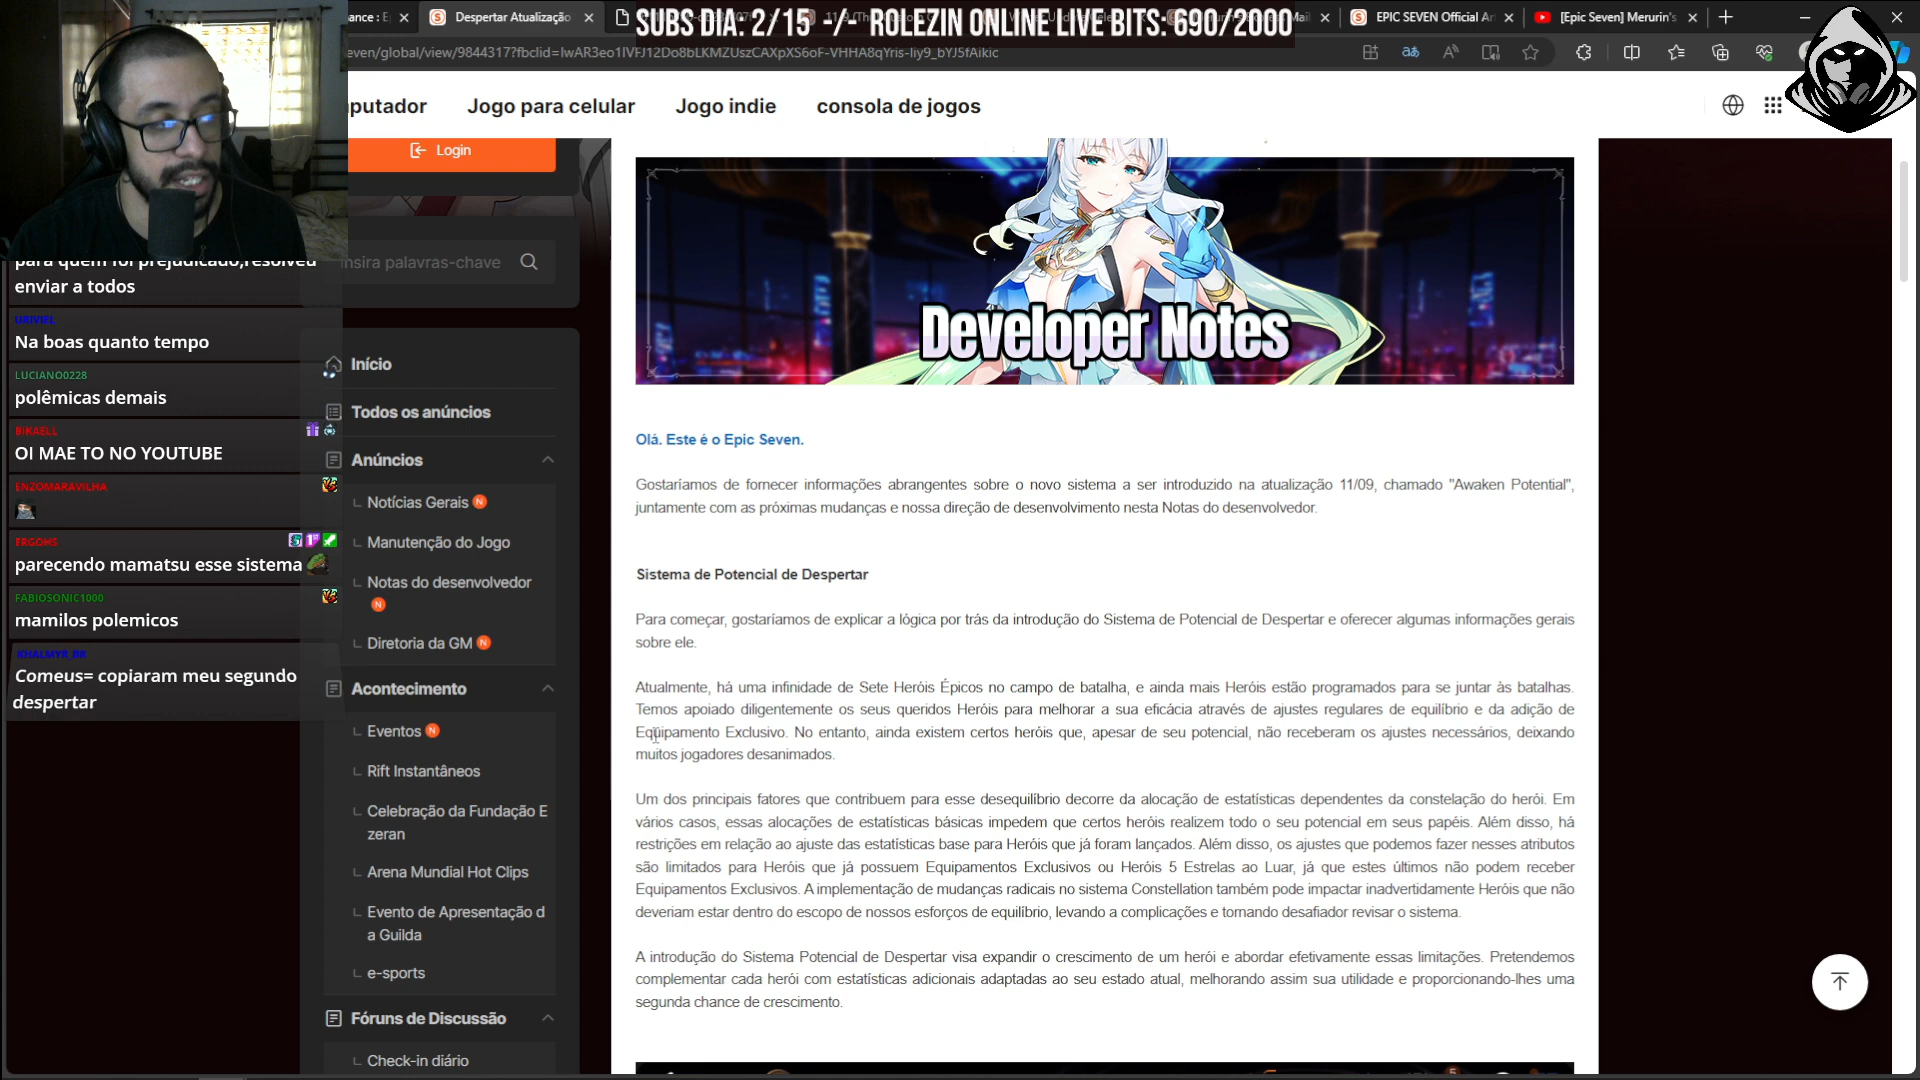 ance : E
Despertar Atualização
SUBS DIA: 2/15 -/- ROLEZIN ONLINE LIVE BITS: 690/2000
EPIC SEVEN Official Ar
[Epic Seven] Merurin's
even/global/view/9844317?fbclid=IwAR3eo1IVFJ12Do8bLKMZUszCAXpXS6oF-VHHA8qYris-Iiy9_bYJ5fAikic
putador
Jogo para celular
Jogo indie
consola de jogos
Login
nsira palavras-chave
Início
Todos os anúncios
Anúncios
Notícias Gerais N
Manutenção do Jogo
Notas do desenvolvedor
N
Diretoria da GM N
Acontecimento
Eventos N
Rift Instantâneos
Celebração da Fundação E
zeran
Arena Mundial Hot Clips
Evento de Apresentação d
a Guilda
e-sports
Fóruns de Discussão
Check-in diário
para quem foi prejudicado,resolveu
enviar a todos
URIVIEL
Na boas quanto tempo
LUCIANO0228
polêmicas demais
BIKAELL
OI MAE TO NO YOUTUBE
ENZOMARAVILHA
ERGOHS
parecendo mamatsu esse sistema
FABIOSONIC1000
mamilos polemicos
KHALMYR_BR
Comeus= copiaram meu segundo
despertar
Developer Notes
Olá. Este é o Epic Seven.
Gostaríamos de fornecer informações abrangentes sobre o novo sistema a ser introduzido na atualização 11/09, chamado "Awaken Potential",
juntamente com as próximas mudanças e nossa direção de desenvolvimento nesta Notas do desenvolvedor.
Sistema de Potencial de Despertar
Para começar, gostaríamos de explicar a lógica por trás da introdução do Sistema de Potencial de Despertar e oferecer algumas informações gerais
sobre ele.
Atualmente, há uma infinidade de Sete Heróis Épicos no campo de batalha, e ainda mais Heróis estão programados para se juntar às batalhas.
Temos apoiado diligentemente os seus queridos Heróis para melhorar a sua eficácia através de ajustes regulares de equilíbrio e da adição de
Equipamento Exclusivo. No entanto, ainda existem certos heróis que, apesar de seu potencial, não receberam os ajustes necessários, deixando
muitos jogadores desanimados.
Um dos principais fatores que contribuem para esse desequilíbrio decorre da alocação de estatísticas dependentes da constelação do herói. Em
vários casos, essas alocações de estatísticas básicas impedem que certos heróis realizem todo o seu potencial em seus papéis. Além disso, há
restrições em relação ao ajuste das estatísticas base para Heróis que já foram lançados. Além disso, os ajustes que podemos fazer nesses atributos
são limitados para Heróis que já possuem Equipamentos Exclusivos ou Heróis 5 Estrelas ao Luar, já que estes últimos não podem receber
Equipamentos Exclusivos. A implementação de mudanças radicais no sistema Constellation também pode impactar inadvertidamente Heróis que não
deveriam estar dentro do escopo de nossos esforços de equilíbrio, levando a complicações e tornando desafiador revisar o sistema.
A introdução do Sistema Potencial de Despertar visa expandir o crescimento de um herói e abordar efetivamente essas limitações. Pretendemos
complementar cada herói com estatísticas adicionais adaptadas ao seu estado atual, melhorando assim sua utilidade e proporcionando-lhes uma
segunda chance de crescimento.